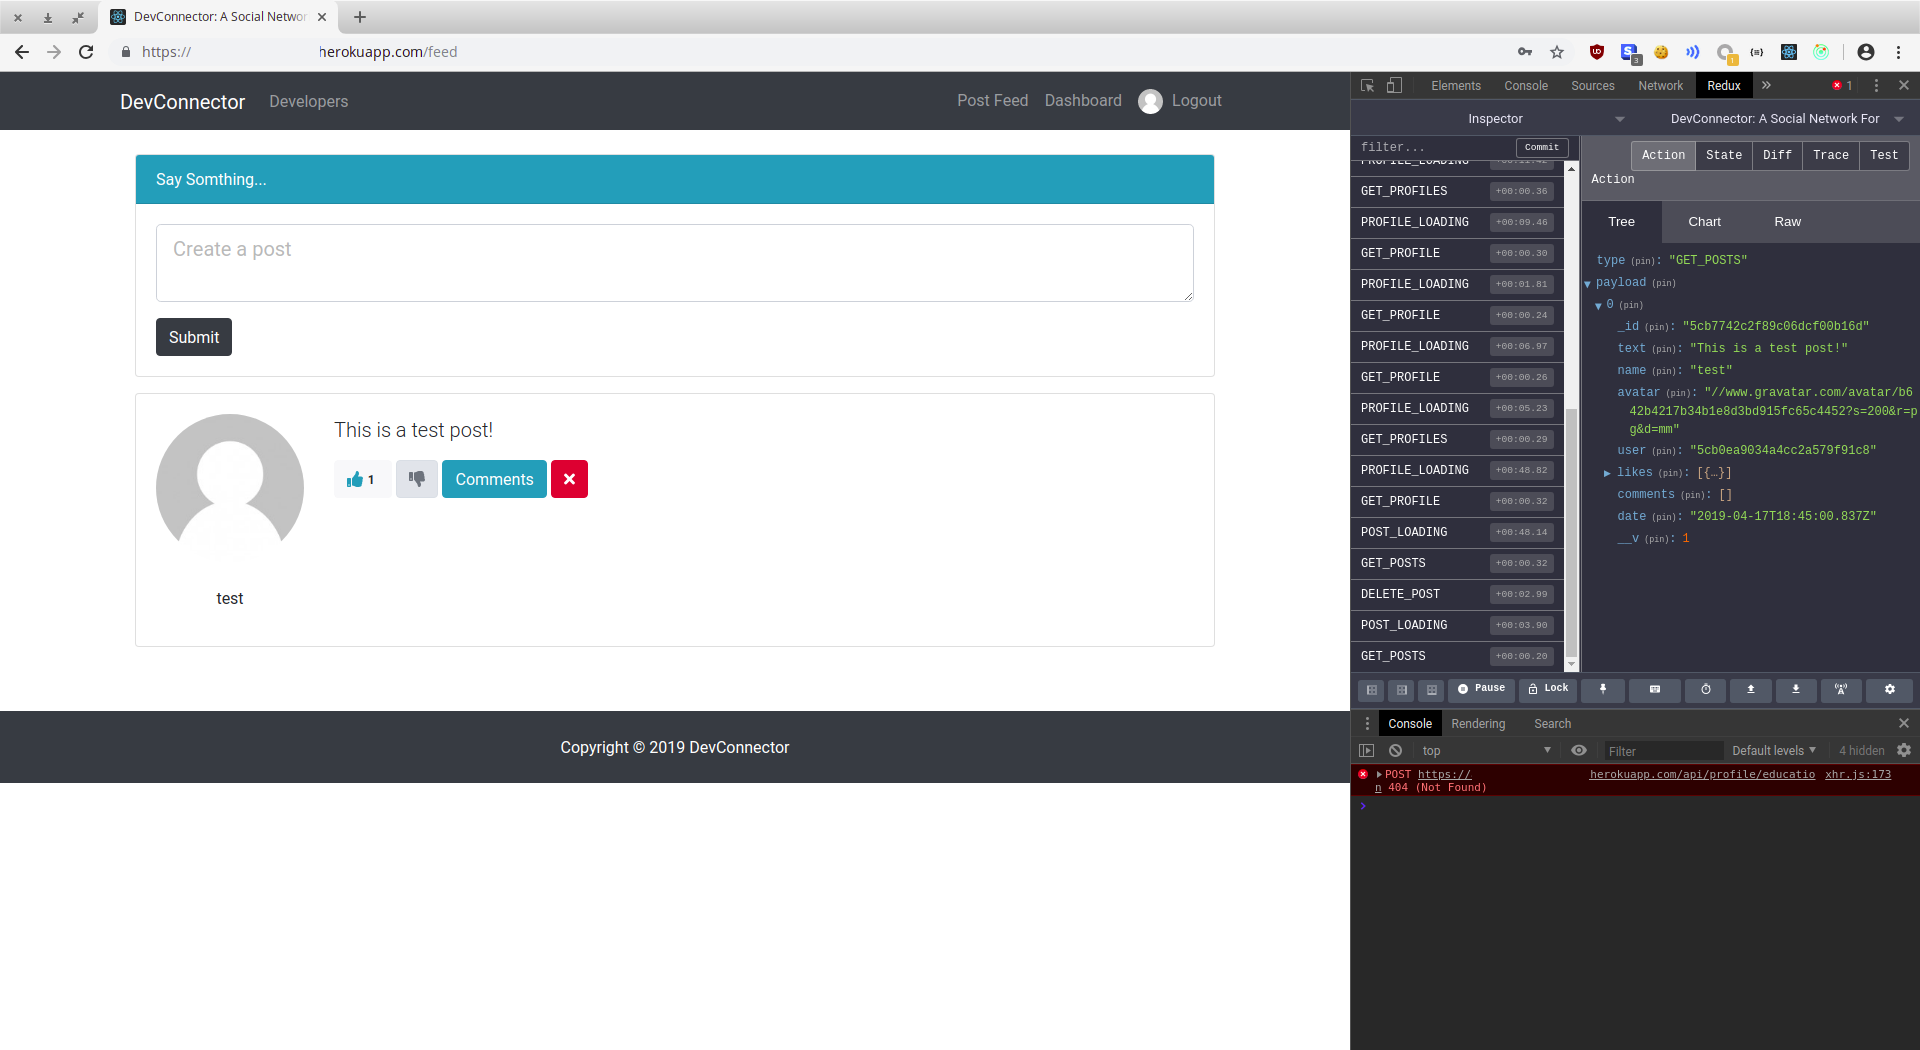 DevConnector: A Social Networ
https:// herokuapp.com/feed
3
1
DevConnector Developers Post Feed Dashboard Logout
Say Somthing...
Create a post
Submit
This is a test post!
1 Comments
test
Copyright © 2019 DevConnector
Elements Console Sources Network Redux 1
Inspector DevConnector: A Social Network For
filter... Commit
Action State Diff Trace Test
Action
Tree Chart Raw
PROFILE_LOADING
GET_PROFILES +00:00.36
PROFILE_LOADING +00:09.46
GET_PROFILE +00:00.30
PROFILE_LOADING +00:01.81
GET_PROFILE +00:00.24
PROFILE_LOADING +00:06.97
GET_PROFILE +00:00.26
PROFILE_LOADING +00:05.23
GET_PROFILES +00:00.29
PROFILE_LOADING +00:48.82
GET_PROFILE +00:00.32
POST_LOADING +00:48.14
GET_POSTS +00:00.32
DELETE_POST +00:02.99
POST_LOADING +00:03.90
GET_POSTS +00:00.20
type (pin): "GET_POSTS"
payload (pin)
0 (pin)
_id (pin): "5cb7742c2f89c06dcf00b16d"
text (pin): "This is a test post!"
name (pin): "test"
avatar (pin): "//www.gravatar.com/avatar/b6
42b4217b34b1e8d3bd915fc65c4452?s=200&r=p
g&d=mm"
user (pin): "5cb0ea9034a4cc2a579f91c8"
likes (pin): [{…}]
comments (pin): []
date (pin): "2019-04-17T18:45:00.837Z"
__v (pin): 1
Pause Lock
Console Rendering Search
top Filter Default levels 4 hidden
POST https:// herokuapp.com/api/profile/educatio xhr.js:173
n 404 (Not Found)